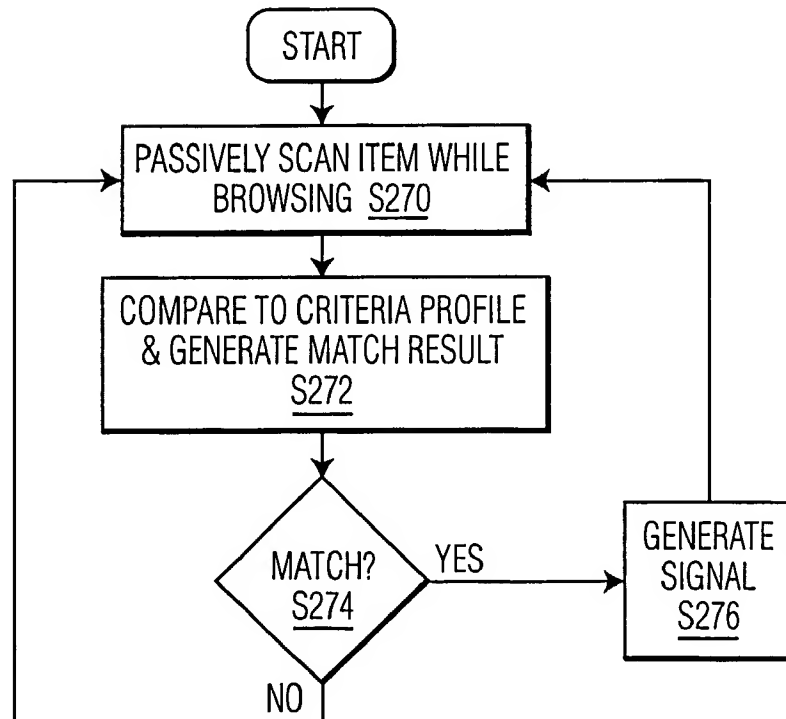 START
PASSIVELY SCAN ITEM WHILE
BROWSING S270
COMPARE TO CRITERIA PROFILE
& GENERATE MATCH RESULT
S272
MATCH?
S274
YES
GENERATE
SIGNAL
S276
NO